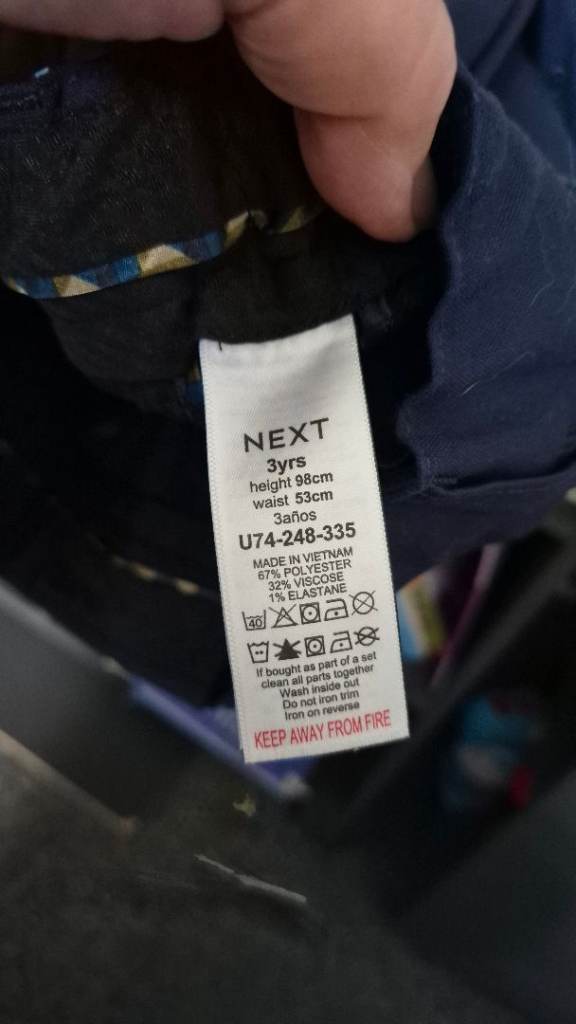 NEXT
3yrs
height 98cm
waist 53cm
3años
U74-248-335
MADE IN VIETNAM
67% POLYESTER
32% VISCOSE
1% ELASTANE
40
If bought as part of a set
clean all parts together
Wash inside out
Do not iron trim
Iron on reverse
KEEP AWAY FROM FIRE